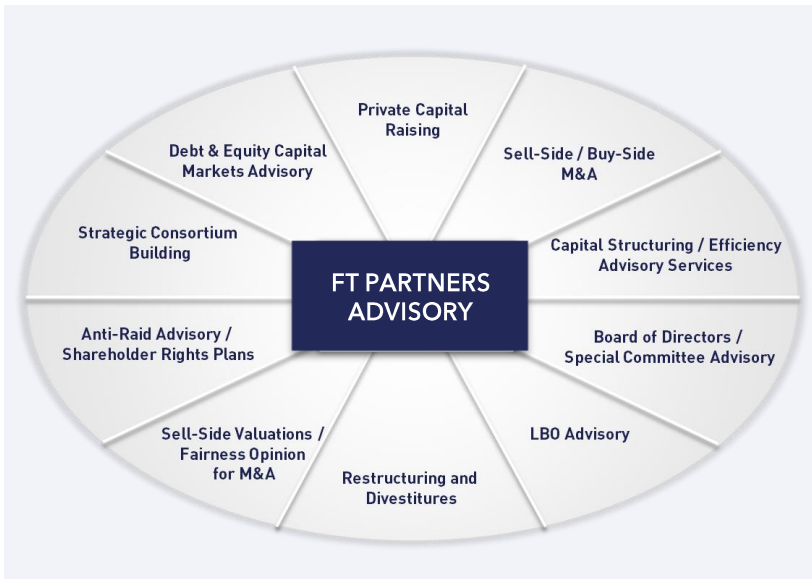 Private Capital
Raising
Debt & Equity Capital
Markets Advisory
Sell-Side / Buy-Side
M&A
Strategic Consortium
Building
Capital Structuring / Efficiency
Advisory Services
FT PARTNERS
ADVISORY
Anti-Raid Advisory /
Shareholder Rights Plans
Board of Directors /
Special Committee Advisory
Sell-Side Valuations /
Fairness Opinion
for M&A
LBO Advisory
Restructuring and
Divestitures